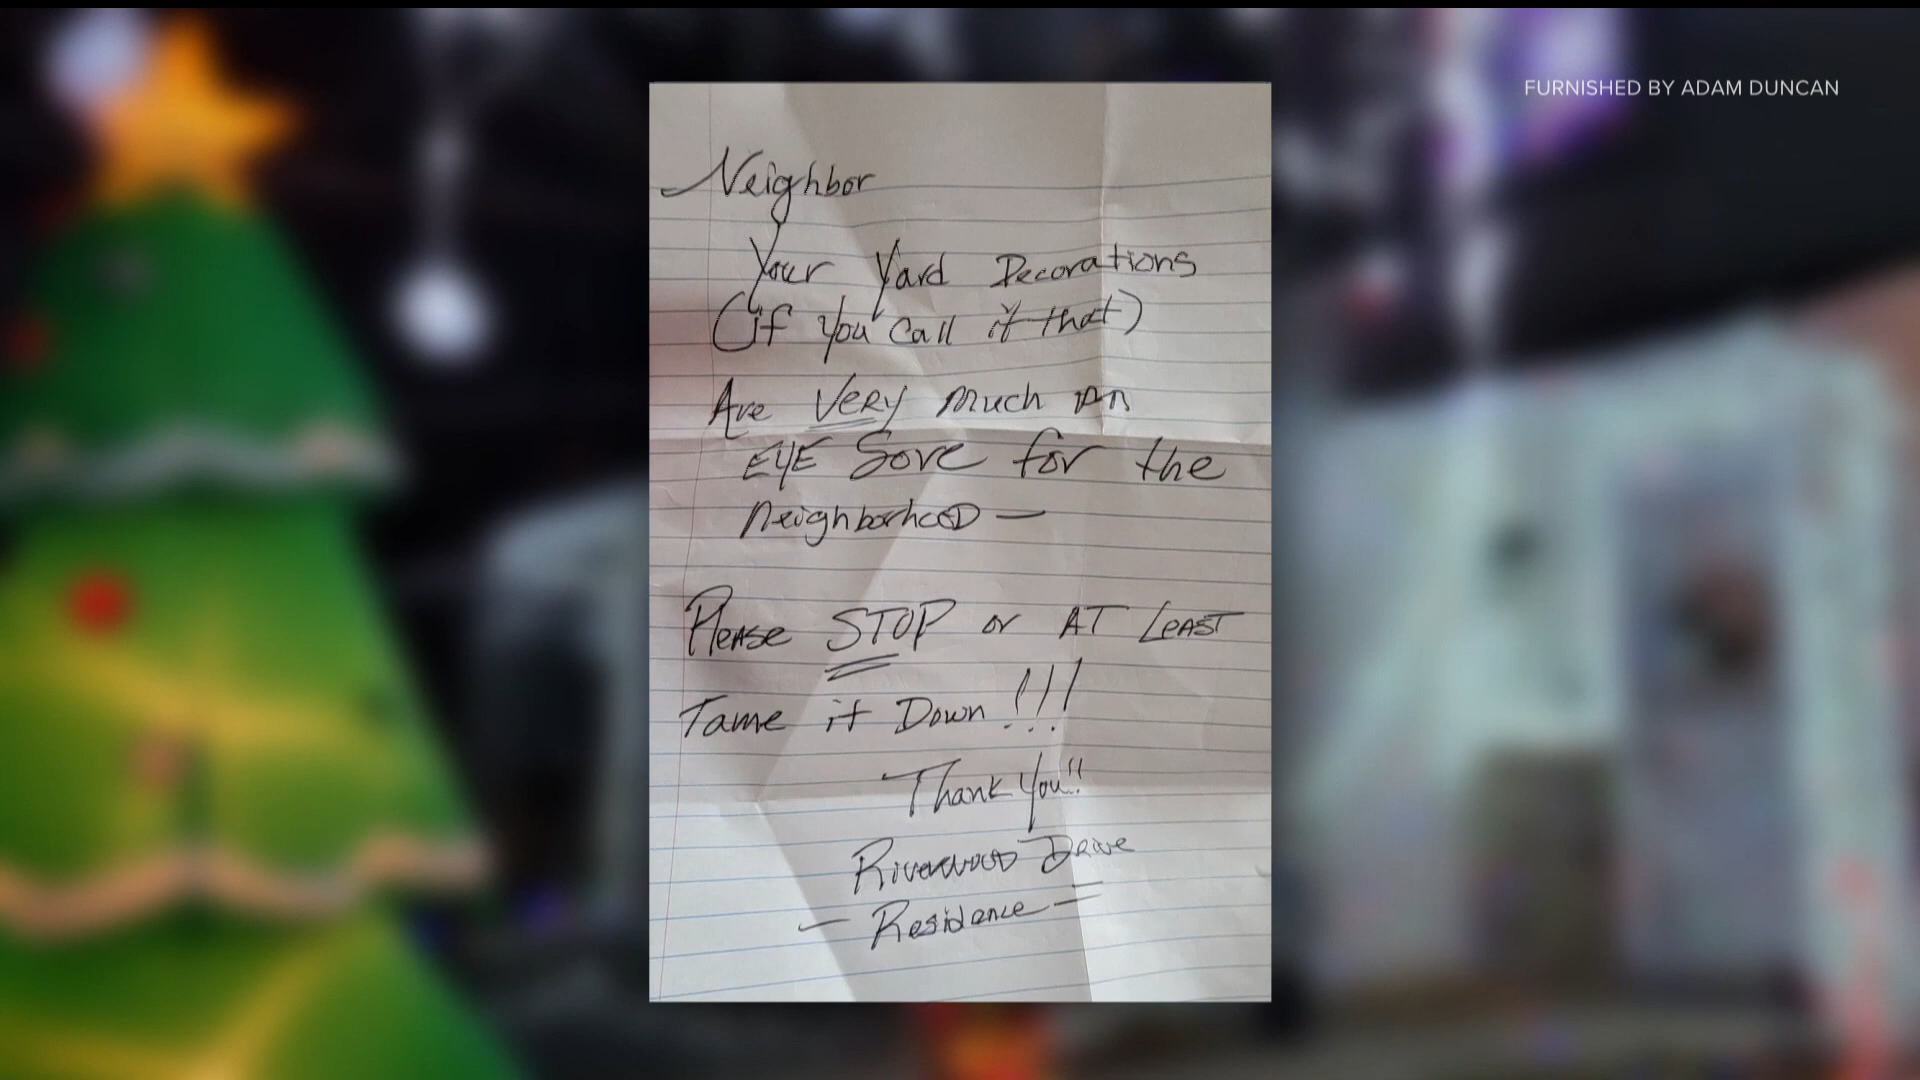 FURNISHED BY ADAM DUNCAN
Neighbor
Your Yard Decorations
(if you call it that)
Are VERY much An
EYE Sore for the
Neighborhood —
Please STOP or AT LeAST
Tame it Down!!!
Thank You!!
Riverwood Drive
— Residence —